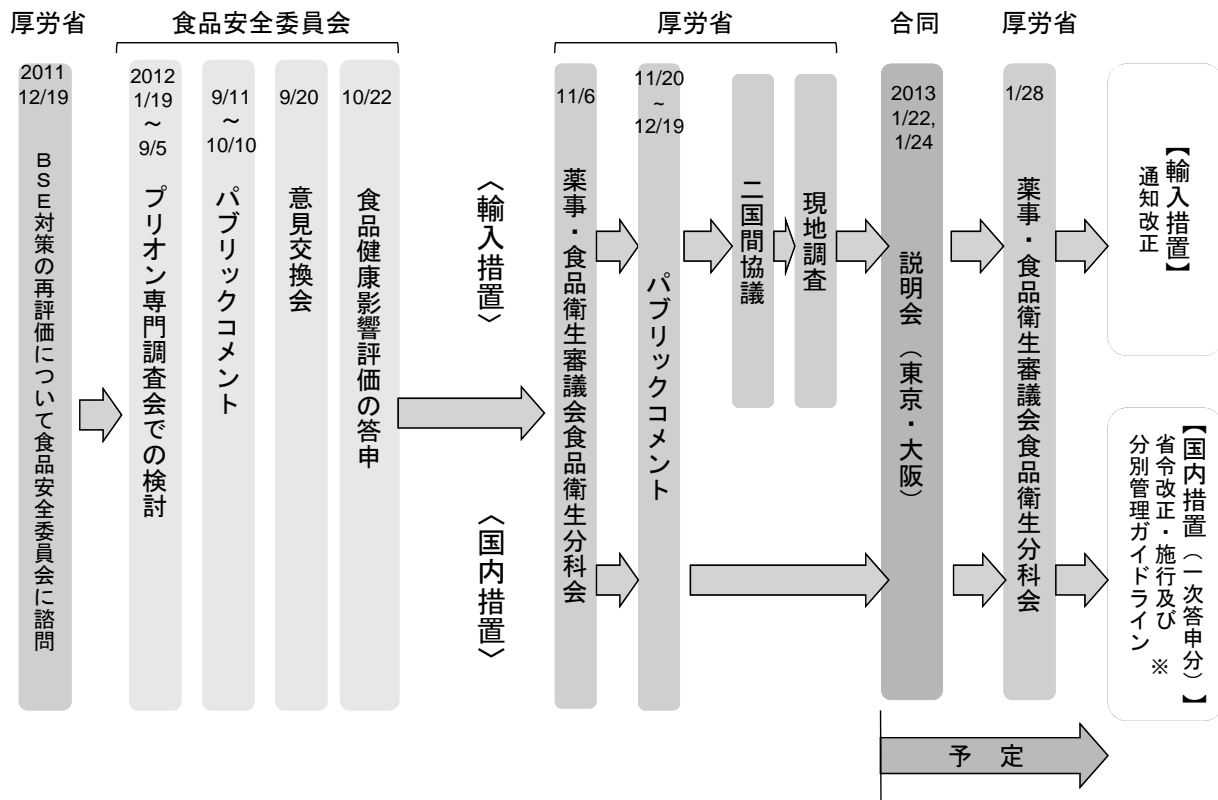 厚労省
食品安全委員会
厚労省
合同
厚労省
2011
12/19
BSE対策の再評価について食品安全委員会に諮問
2012
1/19
～
9/5
プリオン専門調査会での検討
9/11
～
10/10
パブリックコメント
9/20
意見交換会
10/22
食品健康影響評価の答申
〈輸入措置〉
〈国内措置〉
11/6
薬事・食品衛生審議会食品衛生分科会
11/20
~
12/19
パブリックコメント
二国間協議
現地調査
2013
1/22,
1/24
説明会（東京・大阪）
1/28
薬事・食品衛生審議会食品衛生分科会
【輸入措置】
通知改正
【国内措置（一次答申分）】
省令改正・施行及び※
分別管理ガイドライン
予 定